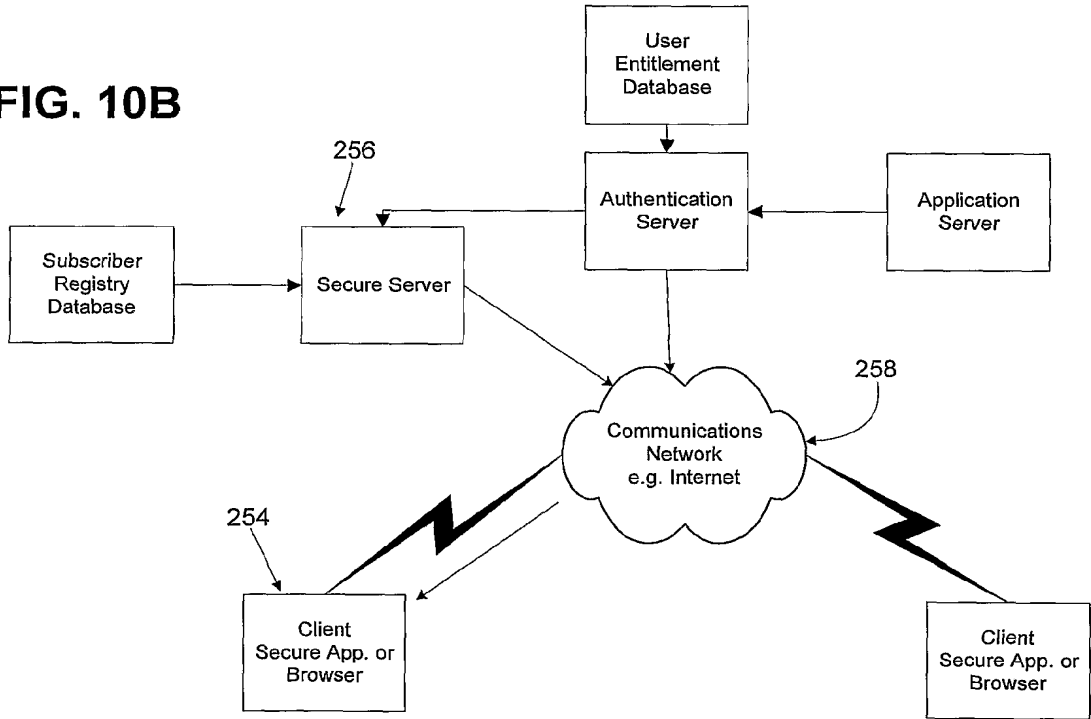 FIG. 10B
User
Entitlement
Database
256
Authentication
Server
Application
Server
Subscriber
Registry
Database
Secure Server
258
Communications
Network
e.g. Internet
254
Client
Secure App. or
Browser
Client
Secure App. or
Browser